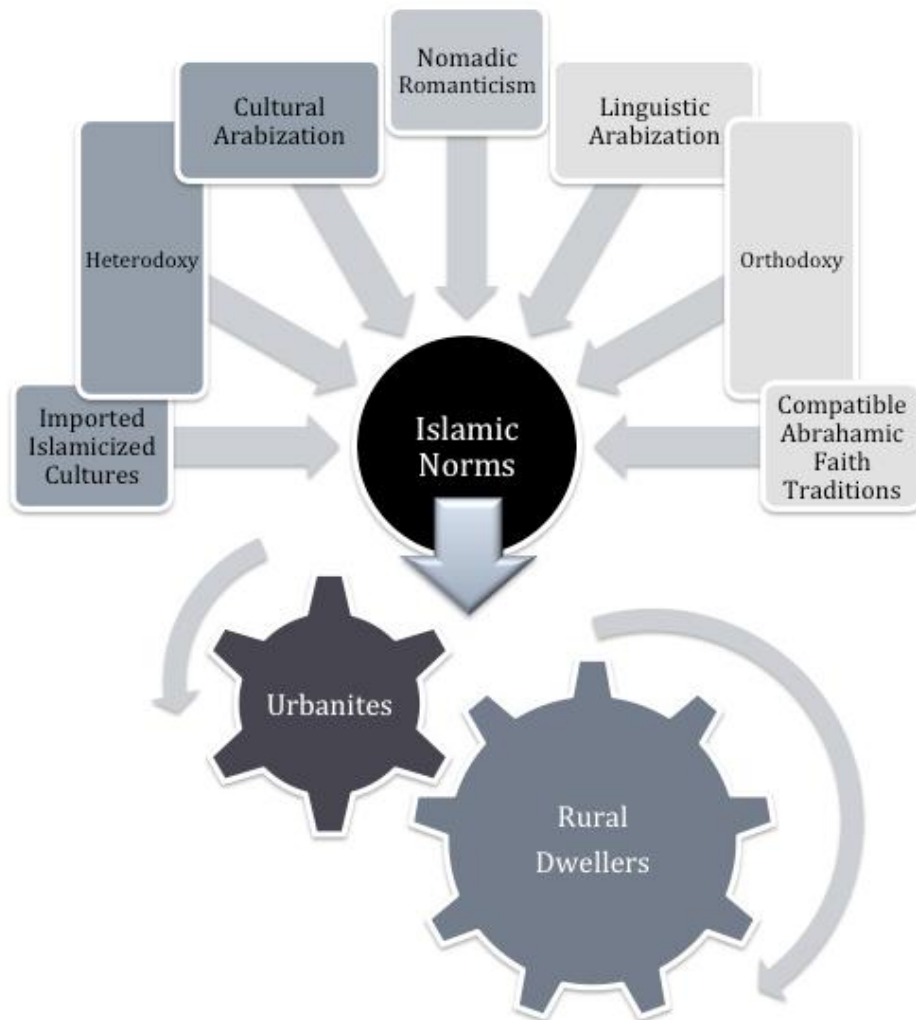 Nomadic
Romanticism
Cultural
Arabization
Linguistic
Arabization
Heterodoxy
Orthodoxy
Imported
Islamicized
Cultures
Islamic
Norms
Compatible
Abrahamic
Faith
Traditions
Urbanites
Rural
Dwellers